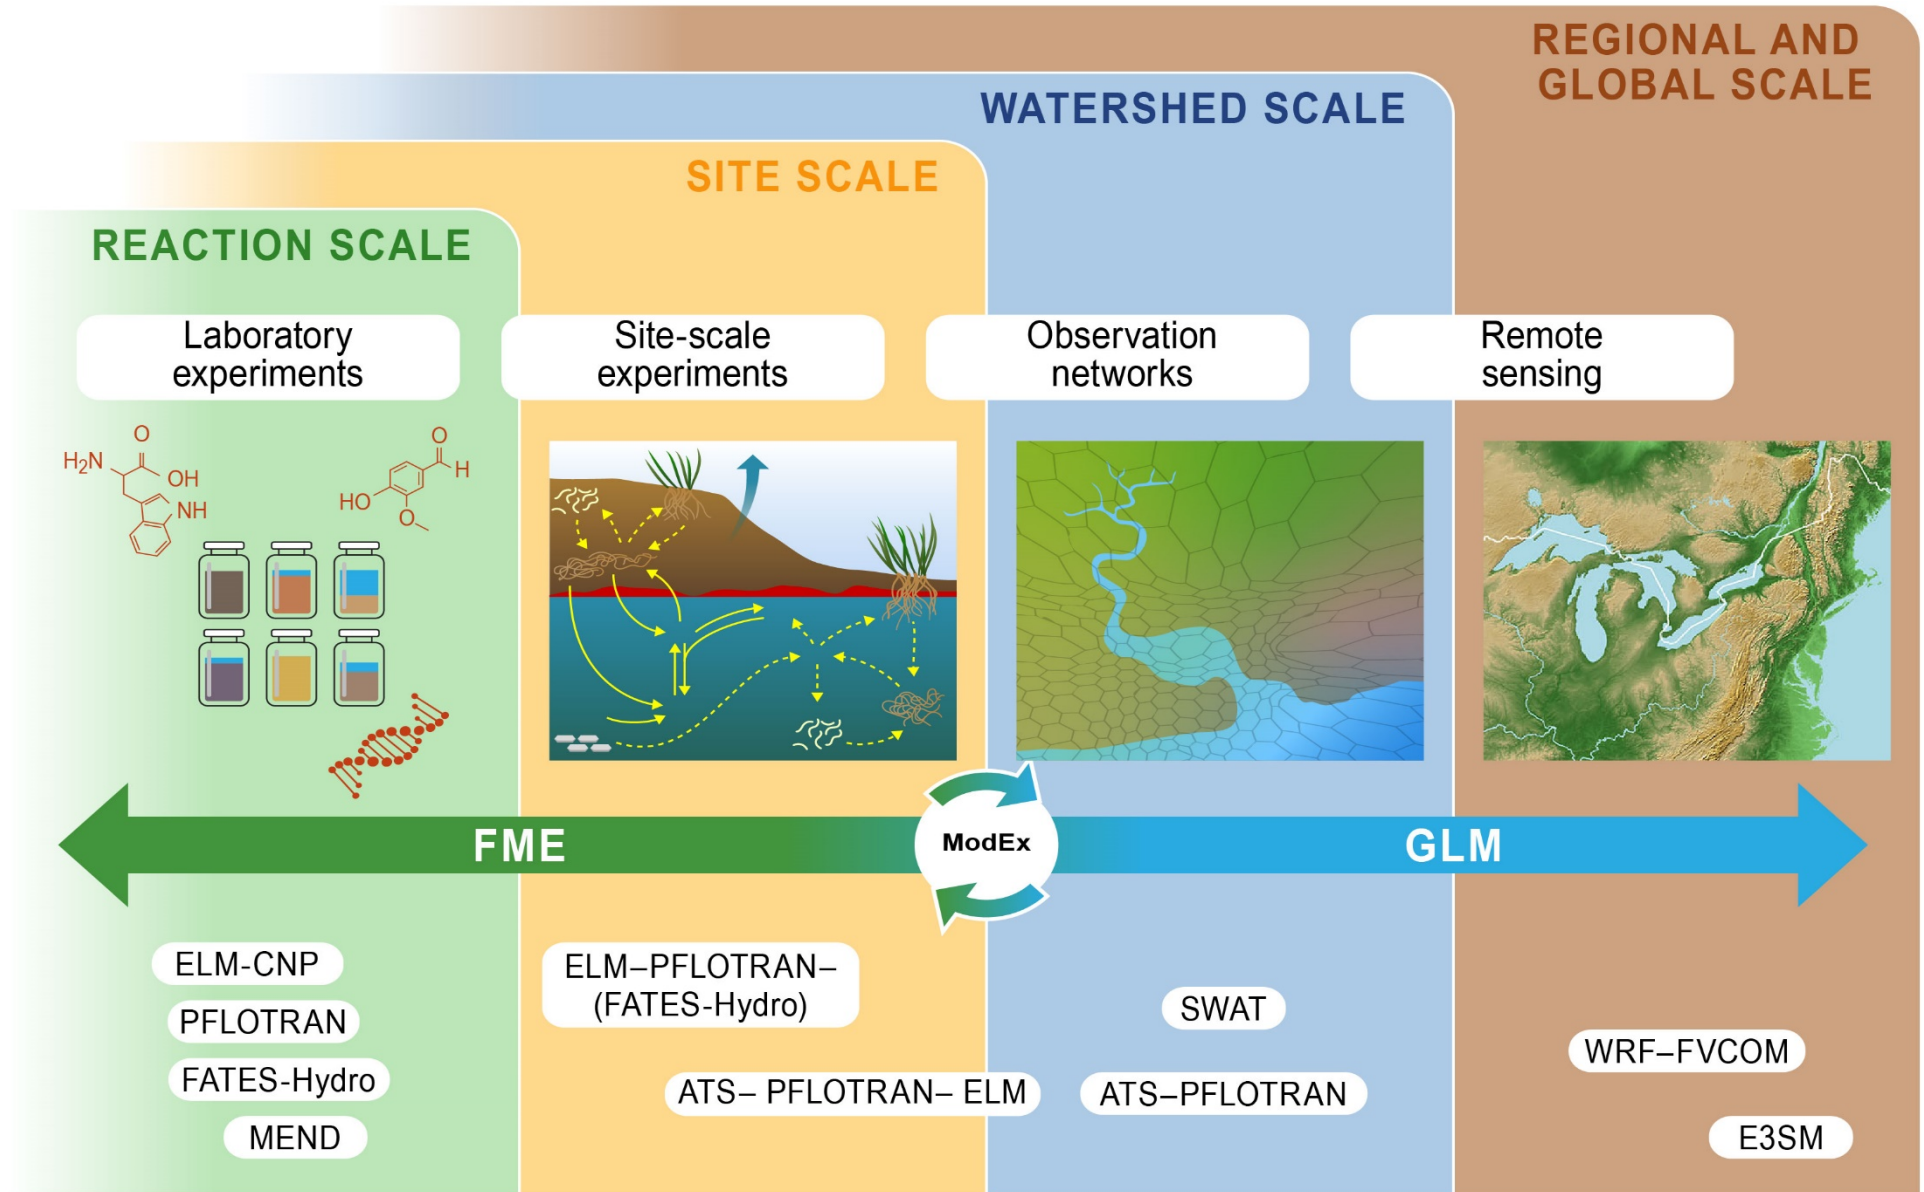 REGIONAL AND
GLOBAL SCALE
WATERSHED SCALE
SITE SCALE
REACTION SCALE
Laboratory
experiments
Site-scale
experiments
Observation
networks
Remote
sensing
O
H₂N
OH
NH
O
H
HO
O
FME
ModEx
GLM
ELM-CNP
PFLOTRAN
FATES-Hydro
MEND
ELM–PFLOTRAN–
(FATES-Hydro)
ATS– PFLOTRAN– ELM
SWAT
ATS–PFLOTRAN
WRF–FVCOM
E3SM